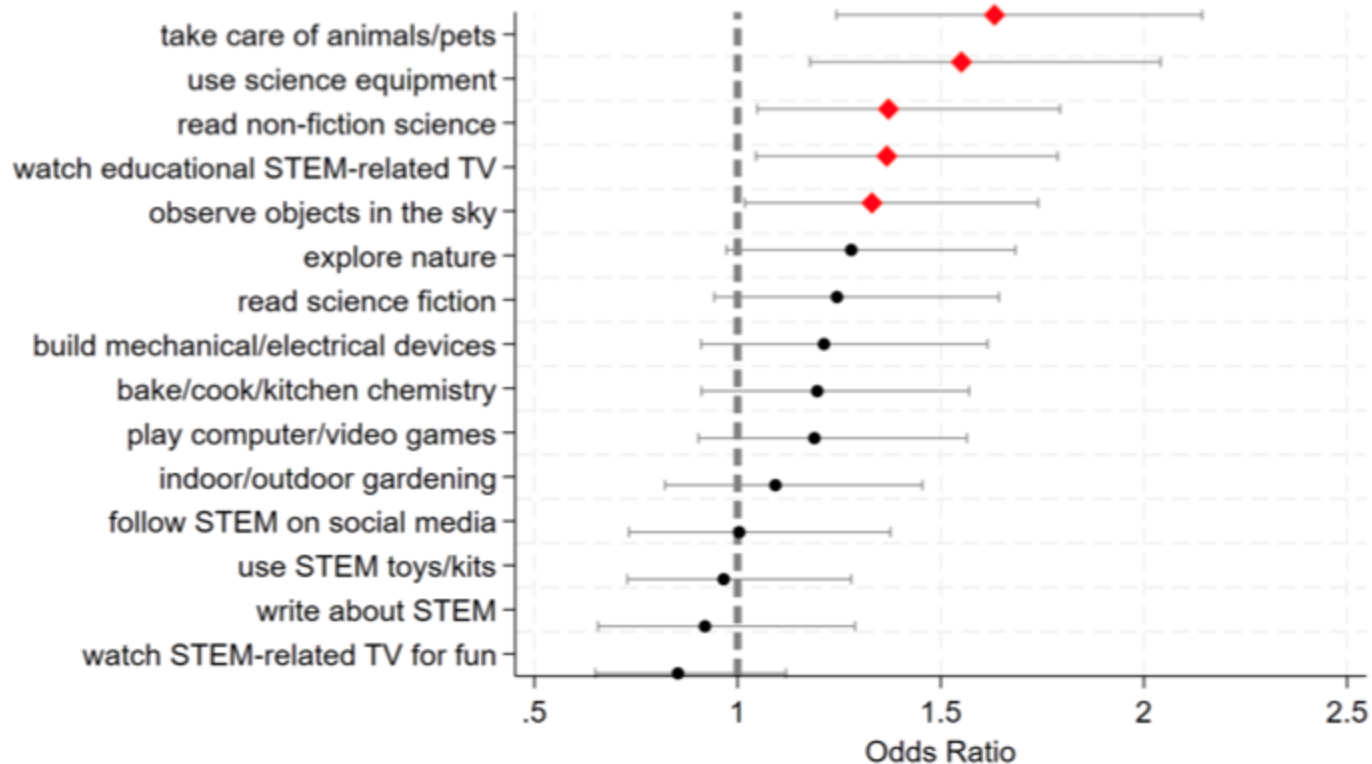 take care of animals/pets
use science equipment
read non-fiction science
watch educational STEM-related TV
observe objects in the sky
explore nature
read science fiction
build mechanical/electrical devices
bake/cook/kitchen chemistry
play computer/video games
indoor/outdoor gardening
follow STEM on social media
use STEM toys/kits
write about STEM
watch STEM-related TV for fun
.5 1 1.5 2 2.5
Odds Ratio